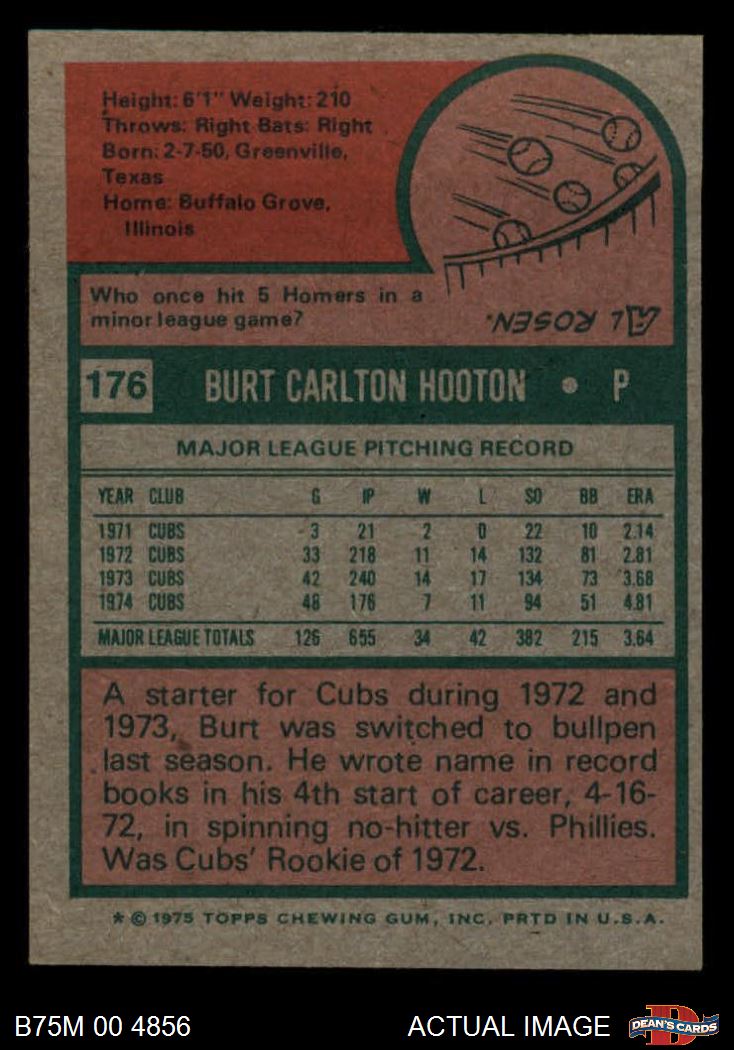 Height: 6'1" Weight: 210
Throws: Right Bats: Right
Born: 2-7-50, Greenville,
Texas
Home: Buffalo Grove,
Illinois
Who once hit 5 Homers in a
minor league game?
AL ROSEN.
176 BURT CARLTON HOOTON • P
MAJOR LEAGUE PITCHING RECORD
YEAR CLUB G IP W L SO BB ERA
1971 CUBS 3 21 2 0 22 10 2.14
1972 CUBS 33 218 11 14 132 81 2.81
1973 CUBS 42 240 14 17 134 73 3.68
1974 CUBS 48 176 7 11 94 51 4.81
MAJOR LEAGUE TOTALS 126 655 34 42 382 215 3.64
A starter for Cubs during 1972 and
1973, Burt was switched to bullpen
last season. He wrote name in record
books in his 4th start of career, 4-16-
72, in spinning no-hitter vs. Phillies.
Was Cubs' Rookie of 1972.
* © 1975 TOPPS CHEWING GUM, INC. PRTD IN U.S.A.
B75M 00 4856 ACTUAL IMAGE DEAN'S CARDS